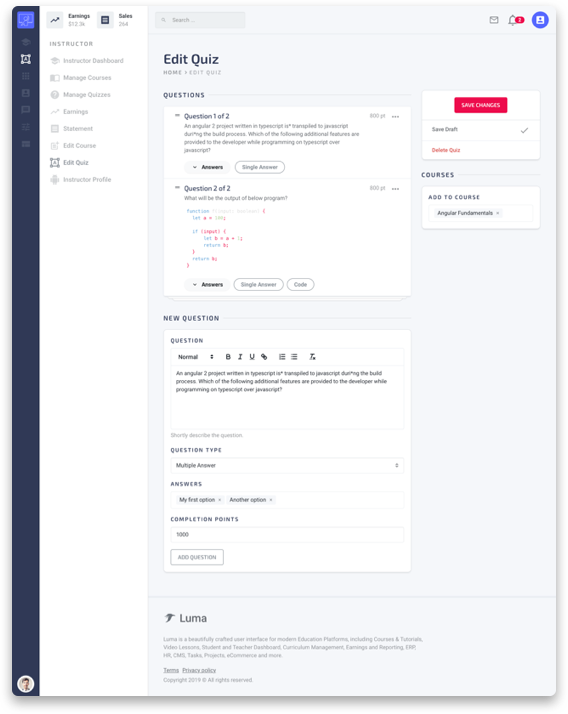 Earnings
$12.3k
Sales
264
Search ...
2
INSTRUCTOR
Instructor Dashboard
Manage Courses
Manage Quizzes
Earnings
Statement
Edit Course
Edit Quiz
Instructor Profile
Edit Quiz
HOME > EDIT QUIZ
QUESTIONS
Question 1 of 2
800 pt
An angular 2 project written in typescript is* transpiled to javascript
duri*ng the build process. Which of the following additional features are
provided to the developer while programming on typescript over
javascript?
Answers
Single Answer
Question 2 of 2
800 pt
What will be the output of below program?
function
{
let a = 100;
if (input) {
let b = a + 1;
return b;
}
return b;
}
Answers
Single Answer
Code
SAVE CHANGES
Save Draft
Delete Quiz
COURSES
ADD TO COURSE
Angular Fundamentals ×
NEW QUESTION
QUESTION
Normal
B I U
An angular 2 project written in typescript is* transpiled to javascript duri*ng the build
process. Which of the following additional features are provided to the developer while
programming on typescript over javascript?
Shortly describe the question.
QUESTION TYPE
Multiple Answer
ANSWERS
My first option × Another option ×
COMPLETION POINTS
1000
ADD QUESTION
Luma
Luma is a beautifully crafted user interface for modern Education Platforms, including Courses & Tutorials,
Video Lessons, Student and Teacher Dashboard, Curriculum Management, Earnings and Reporting, ERP,
HR, CMS, Tasks, Projects, eCommerce and more.
Terms Privacy policy
Copyright 2019 © All rights reserved.